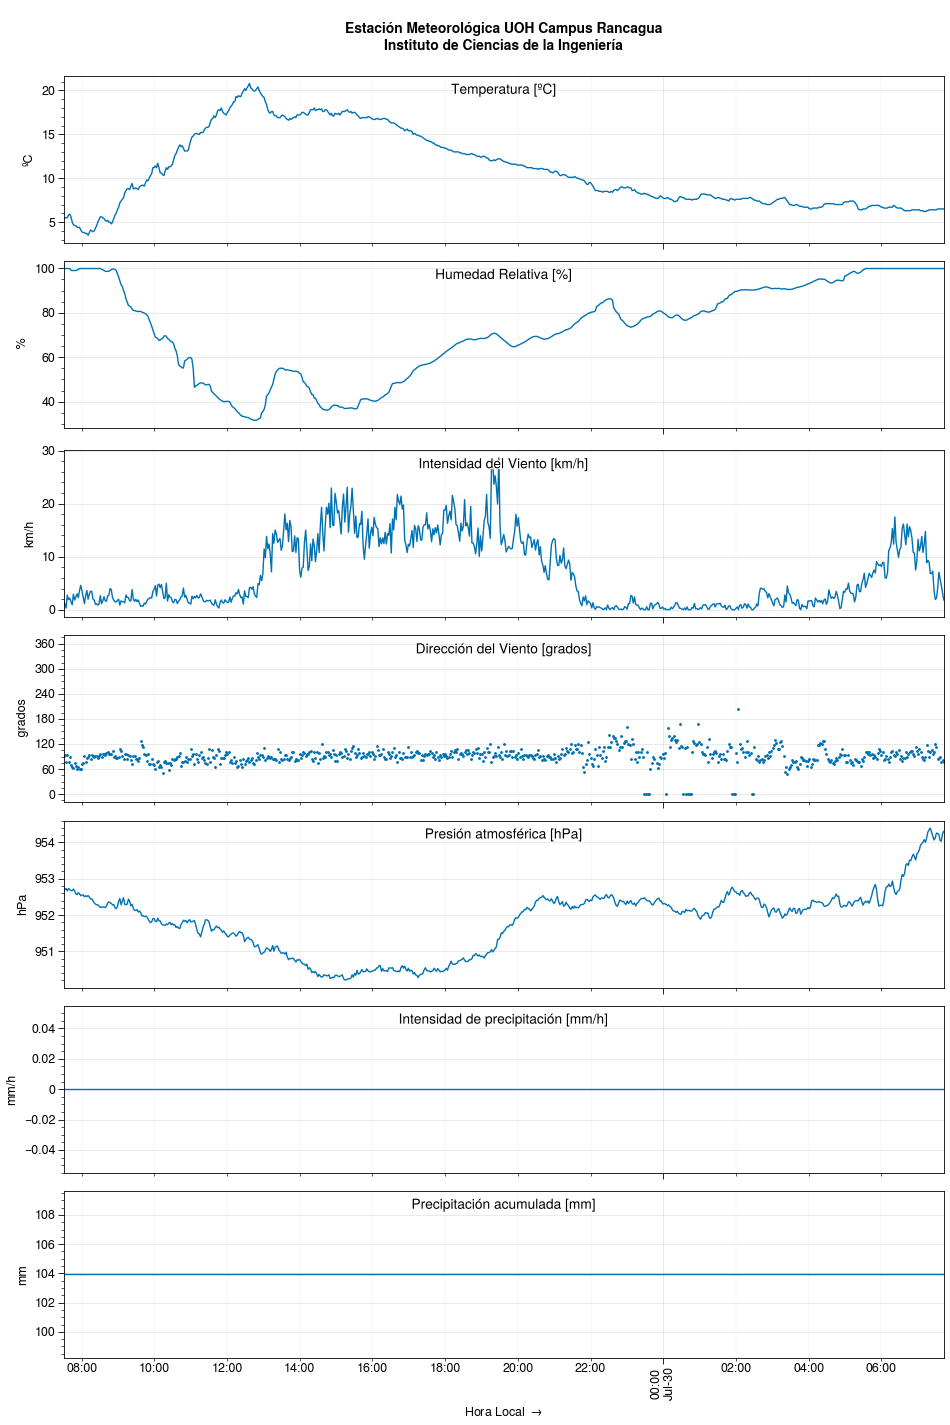 Estación Meteorológica UOH Campus Rancagua
Instituto de Ciencias de la Ingeniería
Temperatura [ºC]
ºC
20
15
10
5
Humedad Relativa [%]
%
100
80
60
40
Intensidad del Viento [km/h]
km/h
30
20
10
0
Dirección del Viento [grados]
grados
360
300
240
180
120
60
0
Presión atmosférica [hPa]
hPa
954
953
952
951
Intensidad de precipitación [mm/h]
mm/h
0.04
0.02
0
−0.02
−0.04
Precipitación acumulada [mm]
mm
108
106
104
102
100
08:00 10:00 12:00 14:00 16:00 18:00 20:00 22:00 00:00 02:00 04:00 06:00
Jul-30
Hora Local →